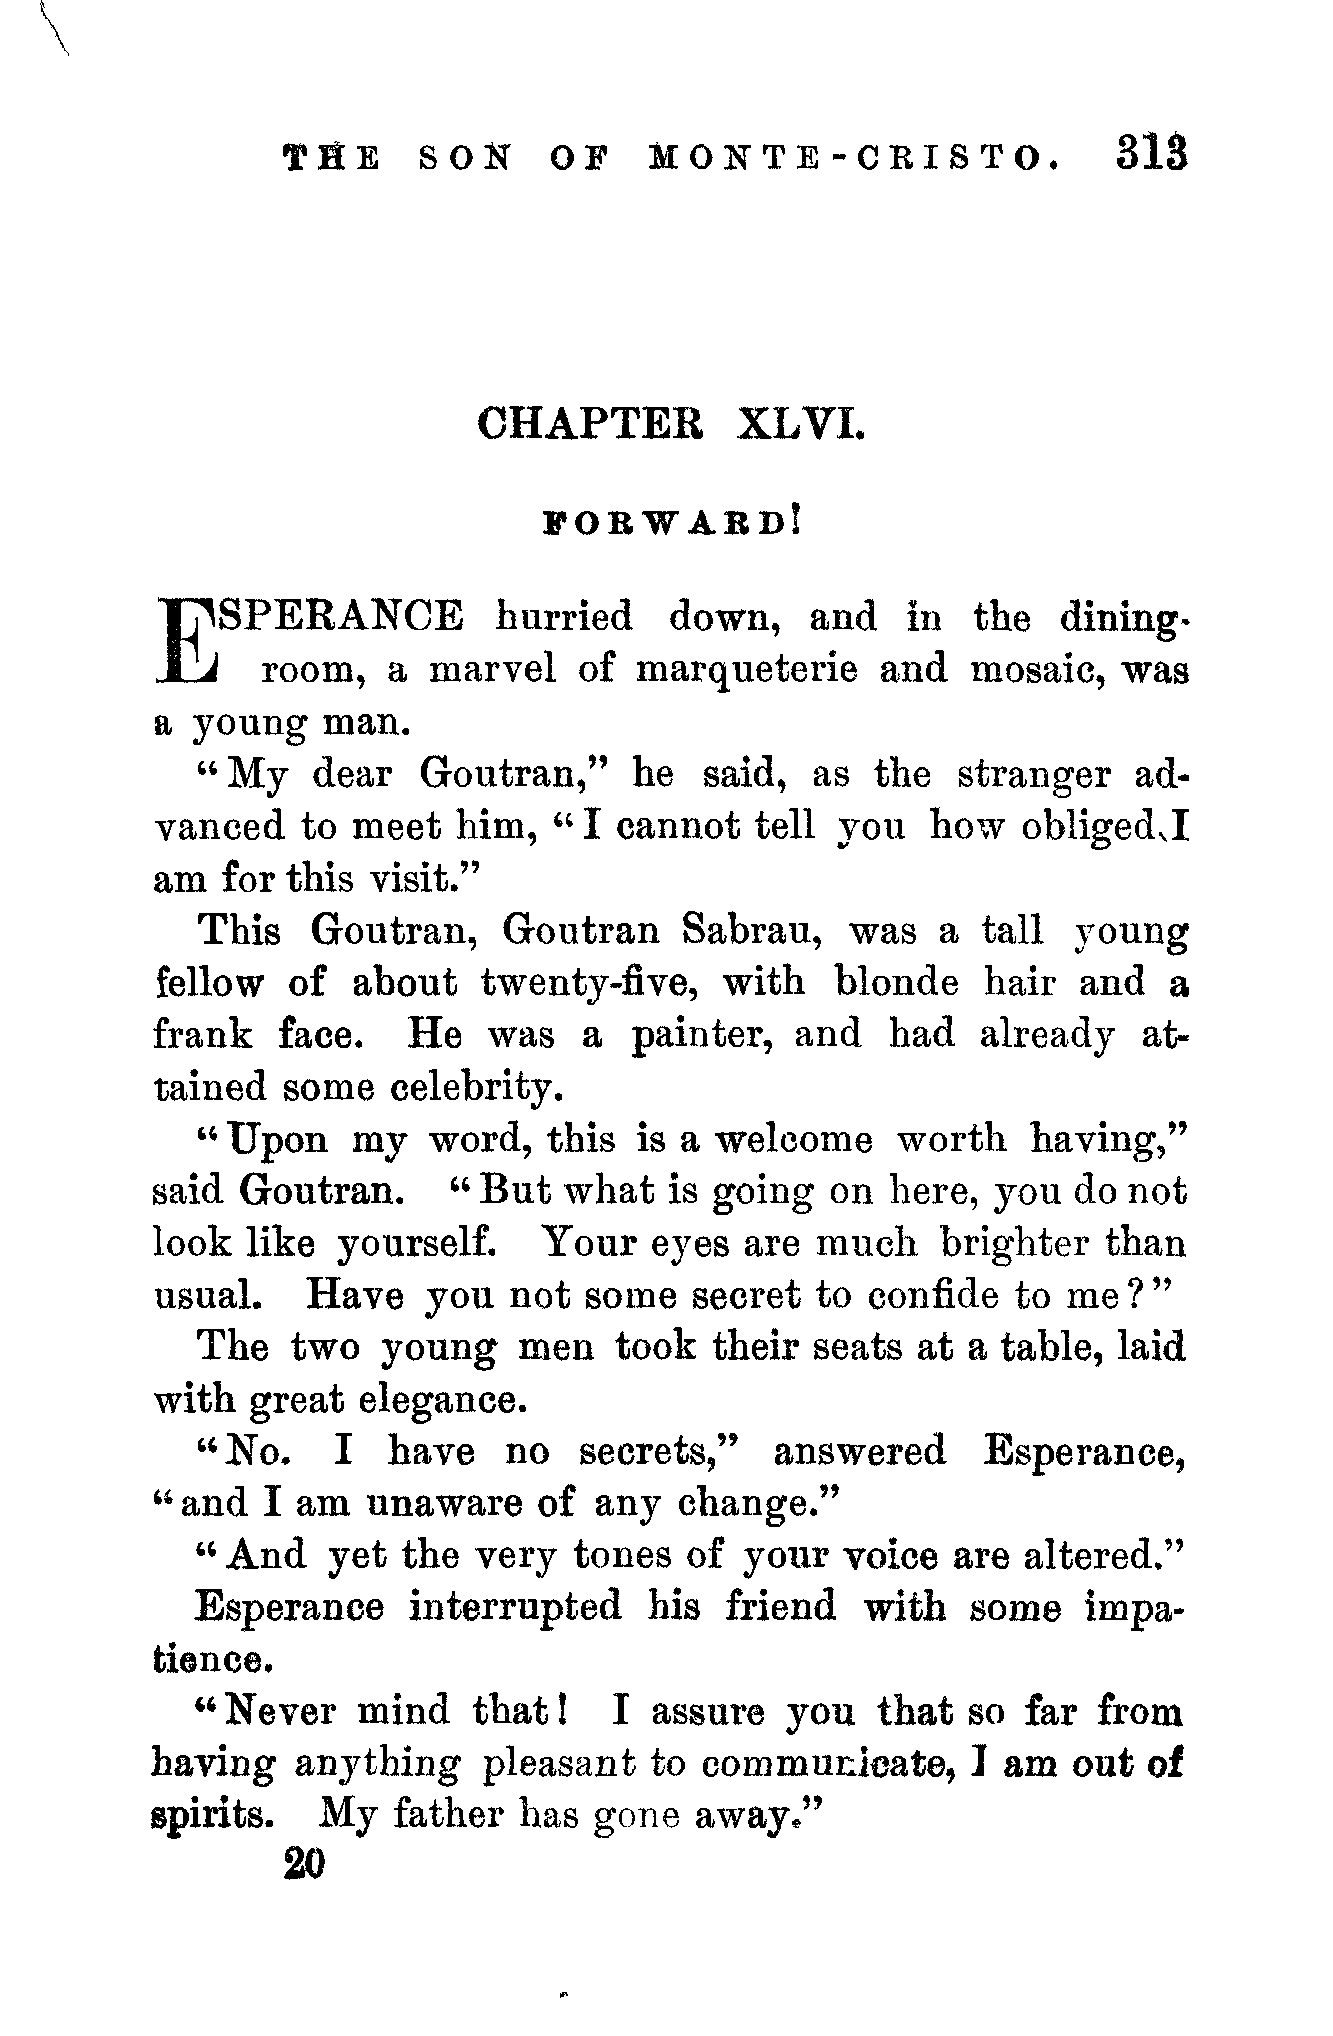 THE SON OF MONTE-CRISTO. 313
CHAPTER XLVI.
FORWARD!
ESPERANCE hurried down, and in the dining-
room, a marvel of marqueterie and mosaic, was
a young man.
"My dear Goutran," he said, as the stranger ad-
vanced to meet him, "I cannot tell you how obliged I
am for this visit."
This Goutran, Goutran Sabrau, was a tall young
fellow of about twenty-five, with blonde hair and a
frank face. He was a painter, and had already at-
tained some celebrity.
"Upon my word, this is a welcome worth having,"
said Goutran. "But what is going on here, you do not
look like yourself. Your eyes are much brighter than
usual. Have you not some secret to confide to me?"
The two young men took their seats at a table, laid
with great elegance.
"No. I have no secrets," answered Esperance,
"and I am unaware of any change."
"And yet the very tones of your voice are altered."
Esperance interrupted his friend with some impa-
tience.
"Never mind that! I assure you that so far from
having anything pleasant to communicate, I am out of
spirits. My father has gone away."
20